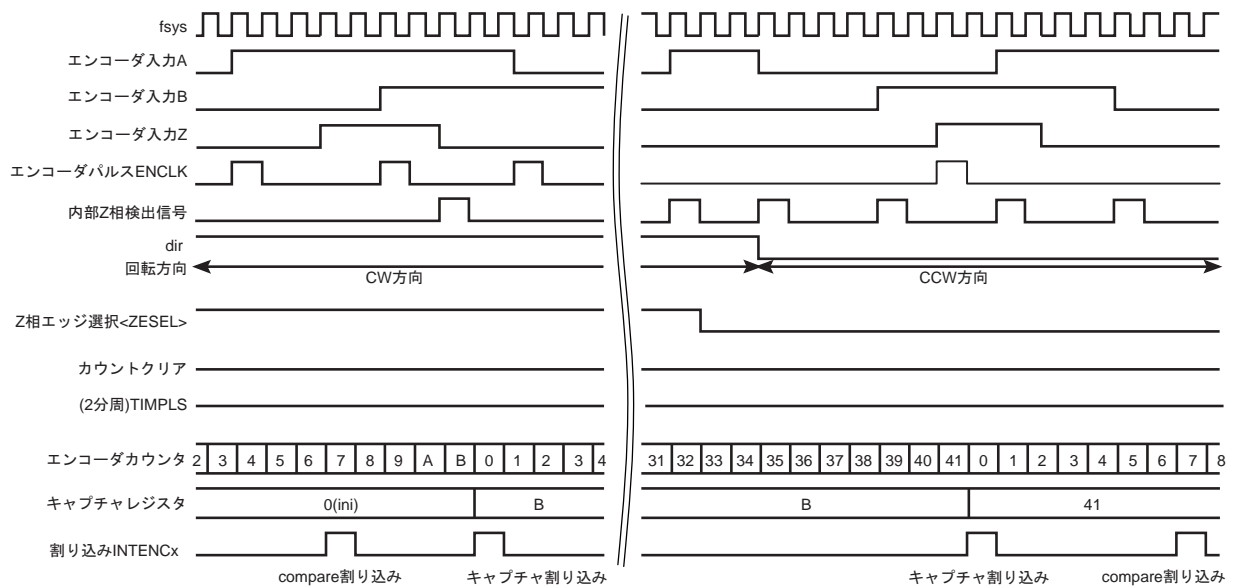 fsys
エンコーダ入力A
エンコーダ入力B
エンコーダ入力Z
エンコーダパルスENCLK
内部Z相検出信号
dir
回転方向
CW方向
CCW方向
Z相エッジ選択<ZESEL>
カウントクリア
(2分周)TIMPLS
エンコーダカウンタ 2 3 4 5 6 7 8 9 A B 0 1 2 3 4 31 32 33 34 35 36 37 38 39 40 41 0 1 2 3 4 5 6 7 8
キャプチャレジスタ 0(ini) B B 41
割り込みINTENCx
compare割り込み キャプチャ割り込み キャプチャ割り込み compare割り込み